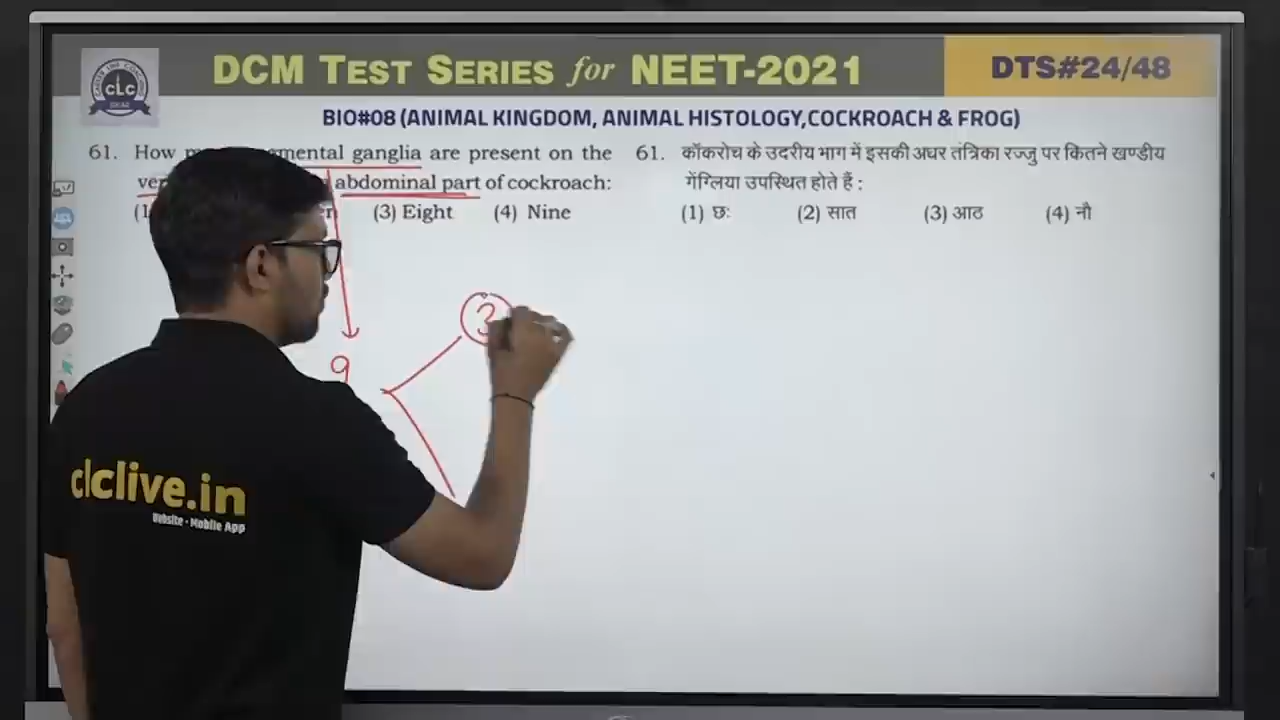 DCM TEST SERIES for NEET-2021
DTS#24/48
CLC
BIO#08 (ANIMAL KINGDOM, ANIMAL HISTOLOGY,COCKROACH & FROG)
61. How mental ganglia are present on the
abdominal part of cockroach:
(3) Eight (4) Nine
61. कॉकरोच के उदरीय भाग में इसकी अधर तंत्रिका रज्जु पर कितने खण्डीय
गेंग्लिया उपस्थित होते हैं :
(1) छः (2) सात (3) आठ (4) नौ
9
3
clclive.in
Website • Mobile App